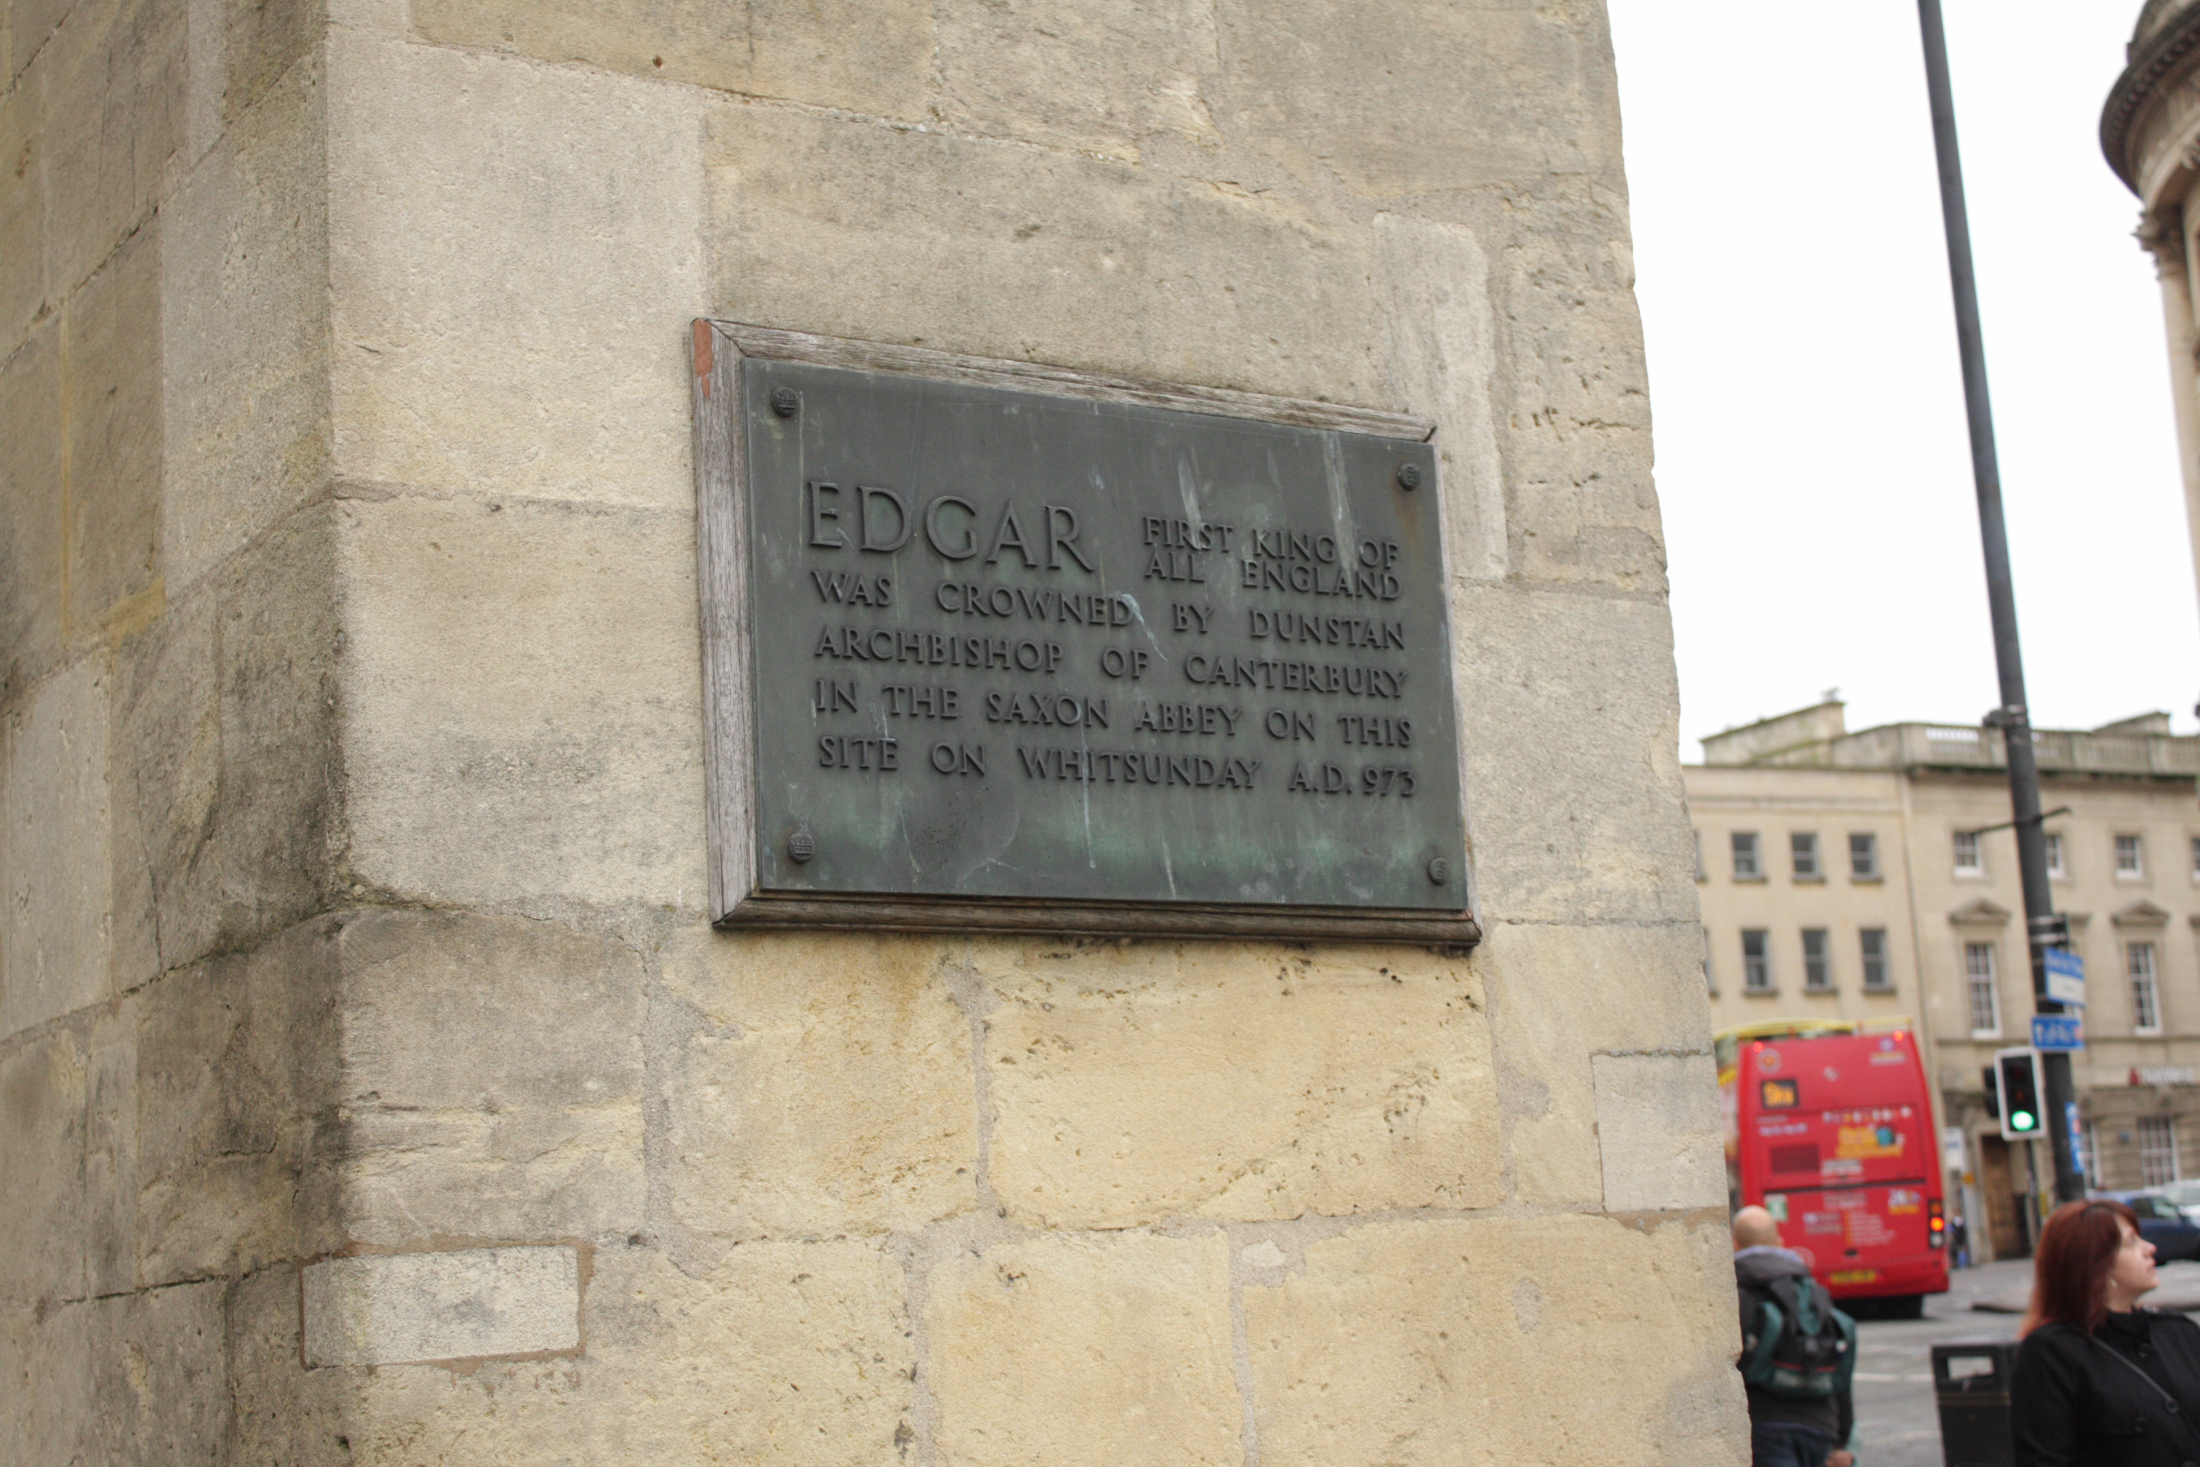 EDGAR FIRST KING OF
ALL ENGLAND
WAS CROWNED BY DUNSTAN
ARCHBISHOP OF CANTERBURY
IN THE SAXON ABBEY ON THIS
SITE ON WHITSUNDAY A.D. 973